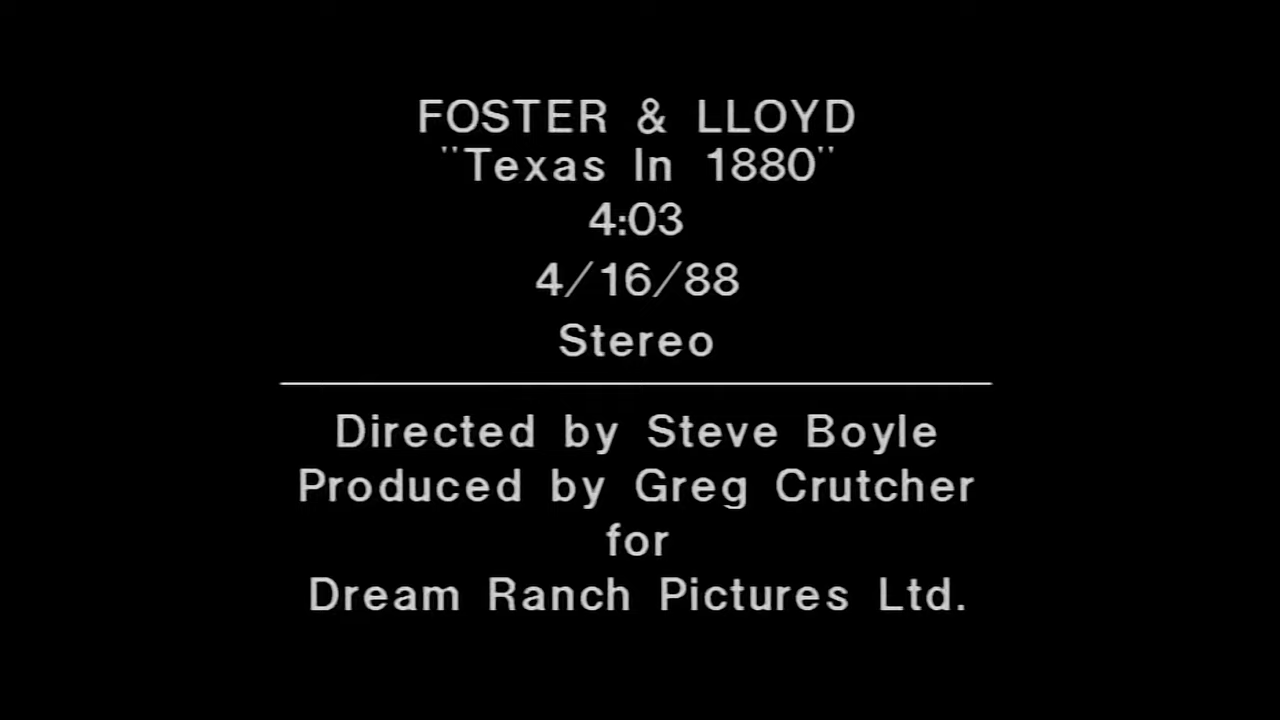 FOSTER & LLOYD
"Texas In 1880"
4:03
4/16/88
Stereo
Directed by Steve Boyle
Produced by Greg Crutcher
for
Dream Ranch Pictures Ltd.